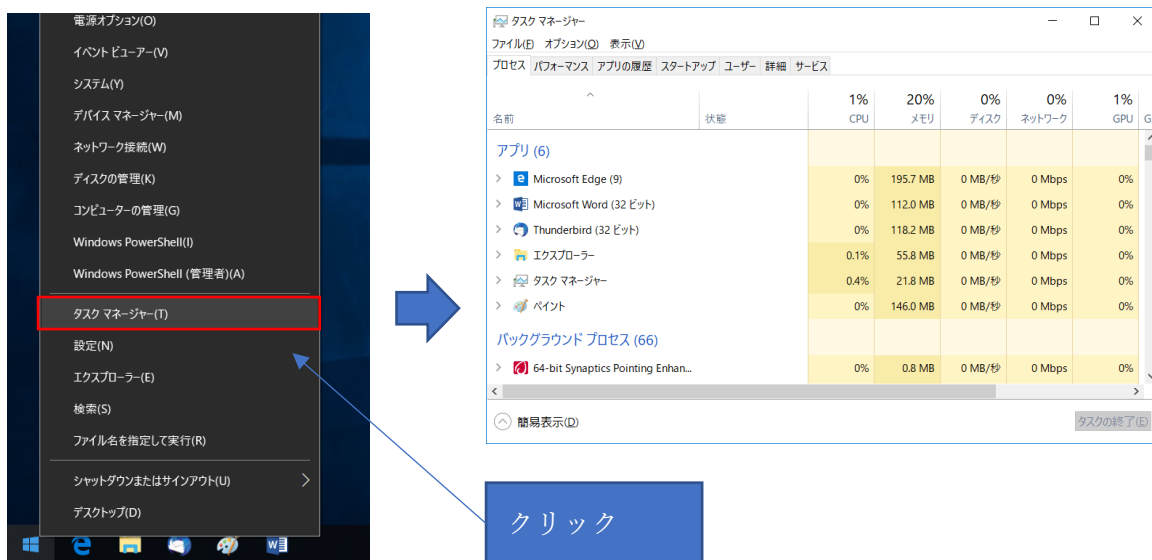 電源オプション(O)
イベント ビューアー(V)
システム(Y)
デバイス マネージャー(M)
ネットワーク接続(W)
ディスクの管理(K)
コンピューターの管理(G)
Windows PowerShell(I)
Windows PowerShell (管理者)(A)
タスク マネージャー(T)
設定(N)
エクスプローラー(E)
検索(S)
ファイル名を指定して実行(R)
シャットダウンまたはサインアウト(U)
デスクトップ(D)
タスク マネージャー
ファイル(F) オプション(O) 表示(V)
プロセス パフォーマンス アプリの履歴 スタートアップ ユーザー 詳細 サービス
1% 20% 0% 0% 1%
名前 状態 CPU メモリ ディスク ネットワーク GPU G
アプリ (6)
Microsoft Edge (9) 0% 195.7 MB 0 MB/秒 0 Mbps 0%
Microsoft Word (32 ビット) 0% 112.0 MB 0 MB/秒 0 Mbps 0%
Thunderbird (32 ビット) 0% 118.2 MB 0 MB/秒 0 Mbps 0%
エクスプローラー 0.1% 55.8 MB 0 MB/秒 0 Mbps 0%
タスク マネージャー 0.4% 21.8 MB 0 MB/秒 0 Mbps 0%
ペイント 0% 146.0 MB 0 MB/秒 0 Mbps 0%
バックグラウンド プロセス (66)
64-bit Synaptics Pointing Enhan... 0% 0.8 MB 0 MB/秒 0 Mbps 0%
簡易表示(D) タスクの終了(E)
クリック